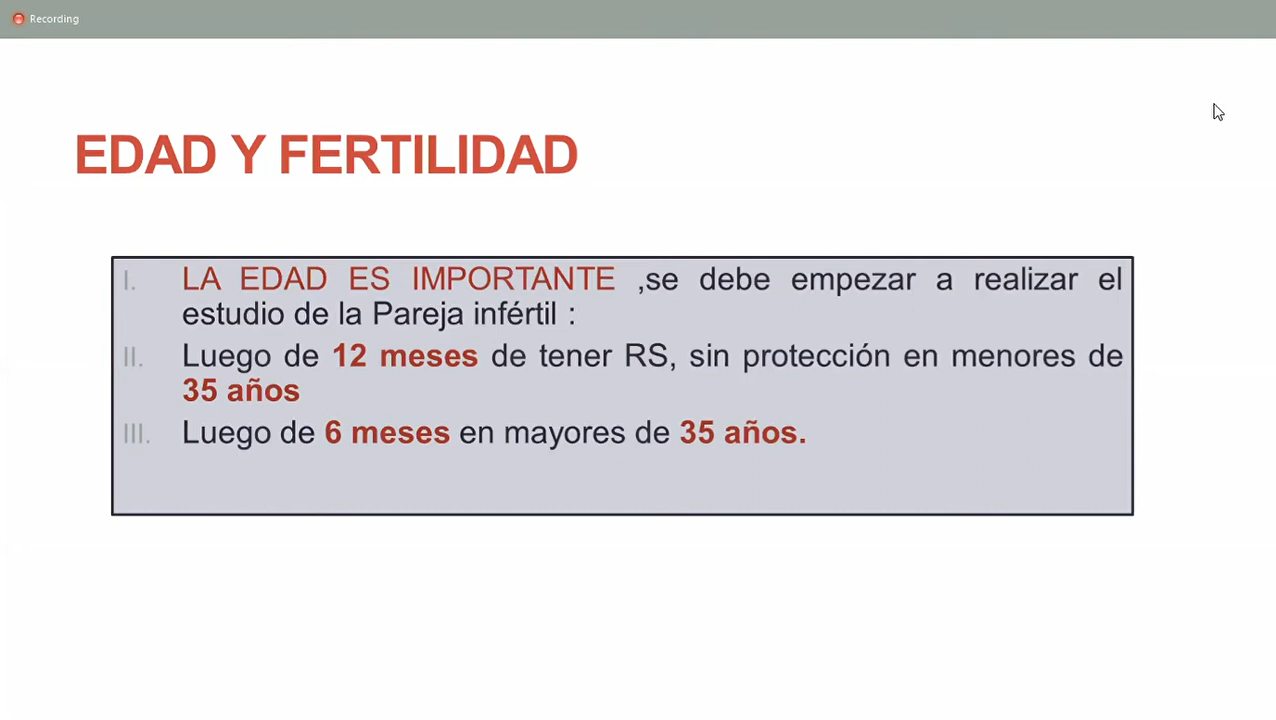 Recording
EDAD Y FERTILIDAD
I. LA EDAD ES IMPORTANTE ,se debe empezar a realizar el
estudio de la Pareja infértil :
II. Luego de 12 meses de tener RS, sin protección en menores de
35 años
III. Luego de 6 meses en mayores de 35 años.